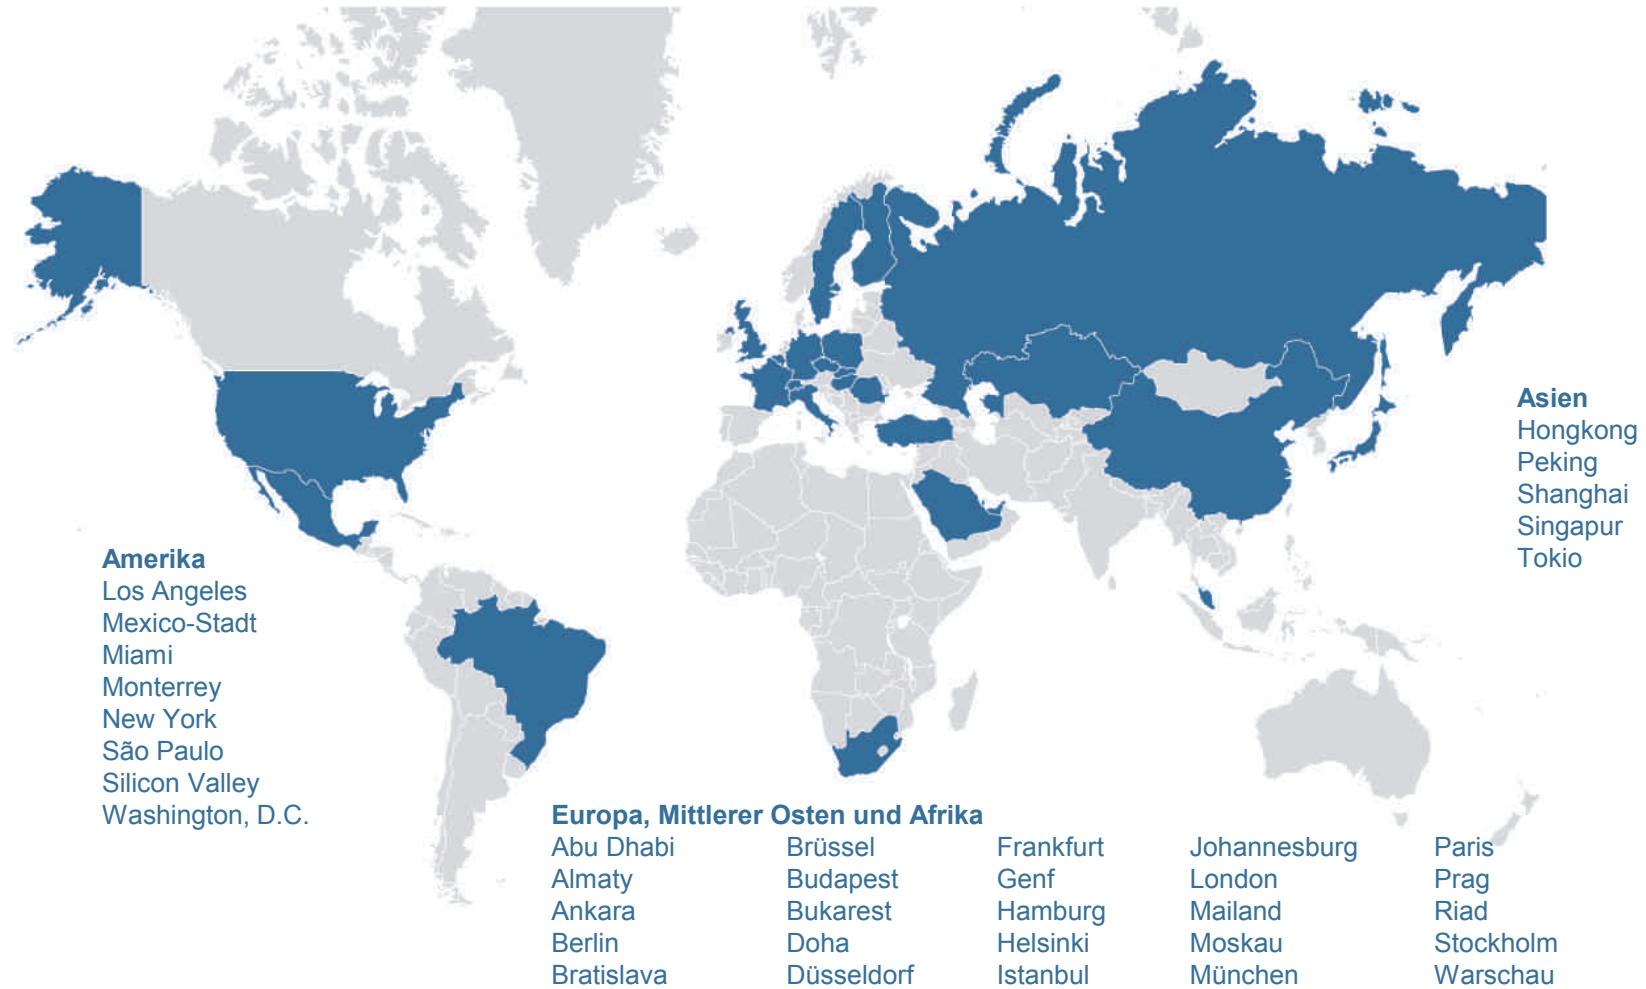 Amerika
Los Angeles
Mexico-Stadt
Miami
Monterrey
New York
São Paulo
Silicon Valley
Washington, D.C.
Europa, Mittlerer Osten und Afrika
Abu Dhabi
Almaty
Ankara
Berlin
Bratislava
Brüssel
Budapest
Bukarest
Doha
Düsseldorf
Frankfurt
Genf
Hamburg
Helsinki
Istanbul
Johannesburg
London
Mailand
Moskau
München
Paris
Prag
Riad
Stockholm
Warschau
Asien
Hongkong
Peking
Shanghai
Singapur
Tokio